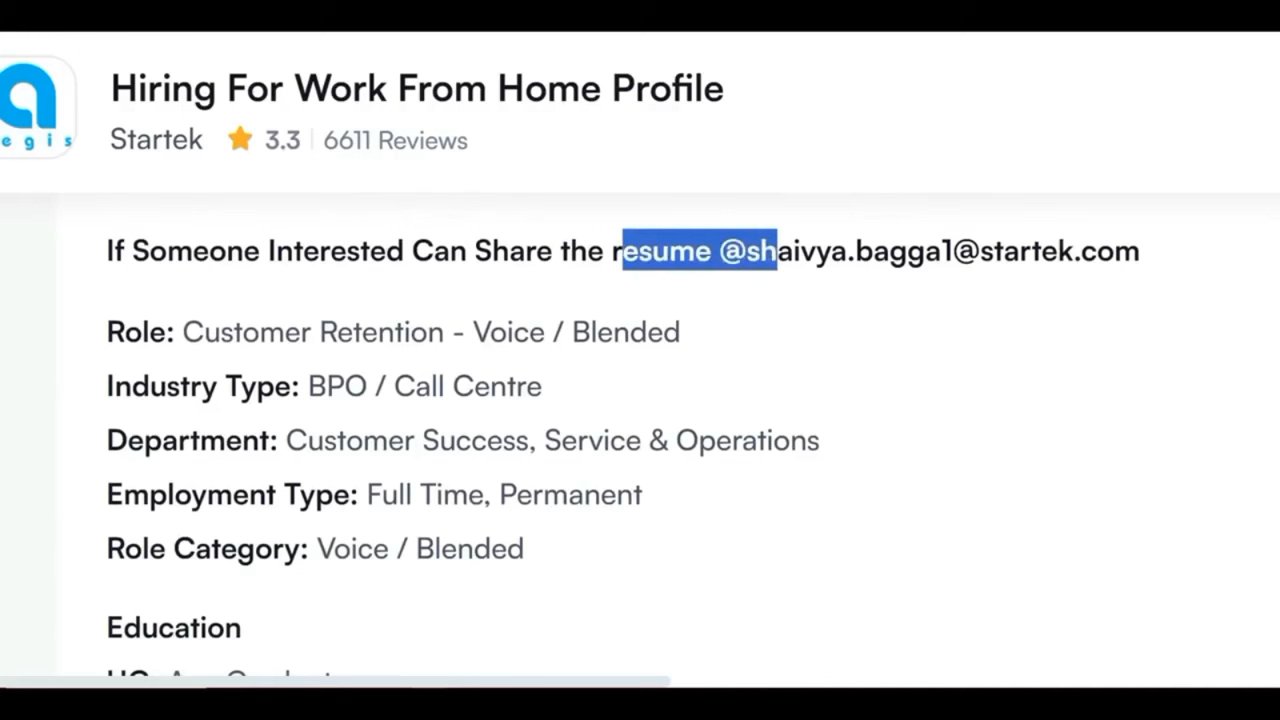 Hiring For Work From Home Profile
egis
Startek 3.3 6611 Reviews
If Someone Interested Can Share the resume @shaivya.bagga1@startek.com
Role: Customer Retention - Voice / Blended
Industry Type: BPO / Call Centre
Department: Customer Success, Service & Operations
Employment Type: Full Time, Permanent
Role Category: Voice / Blended
Education